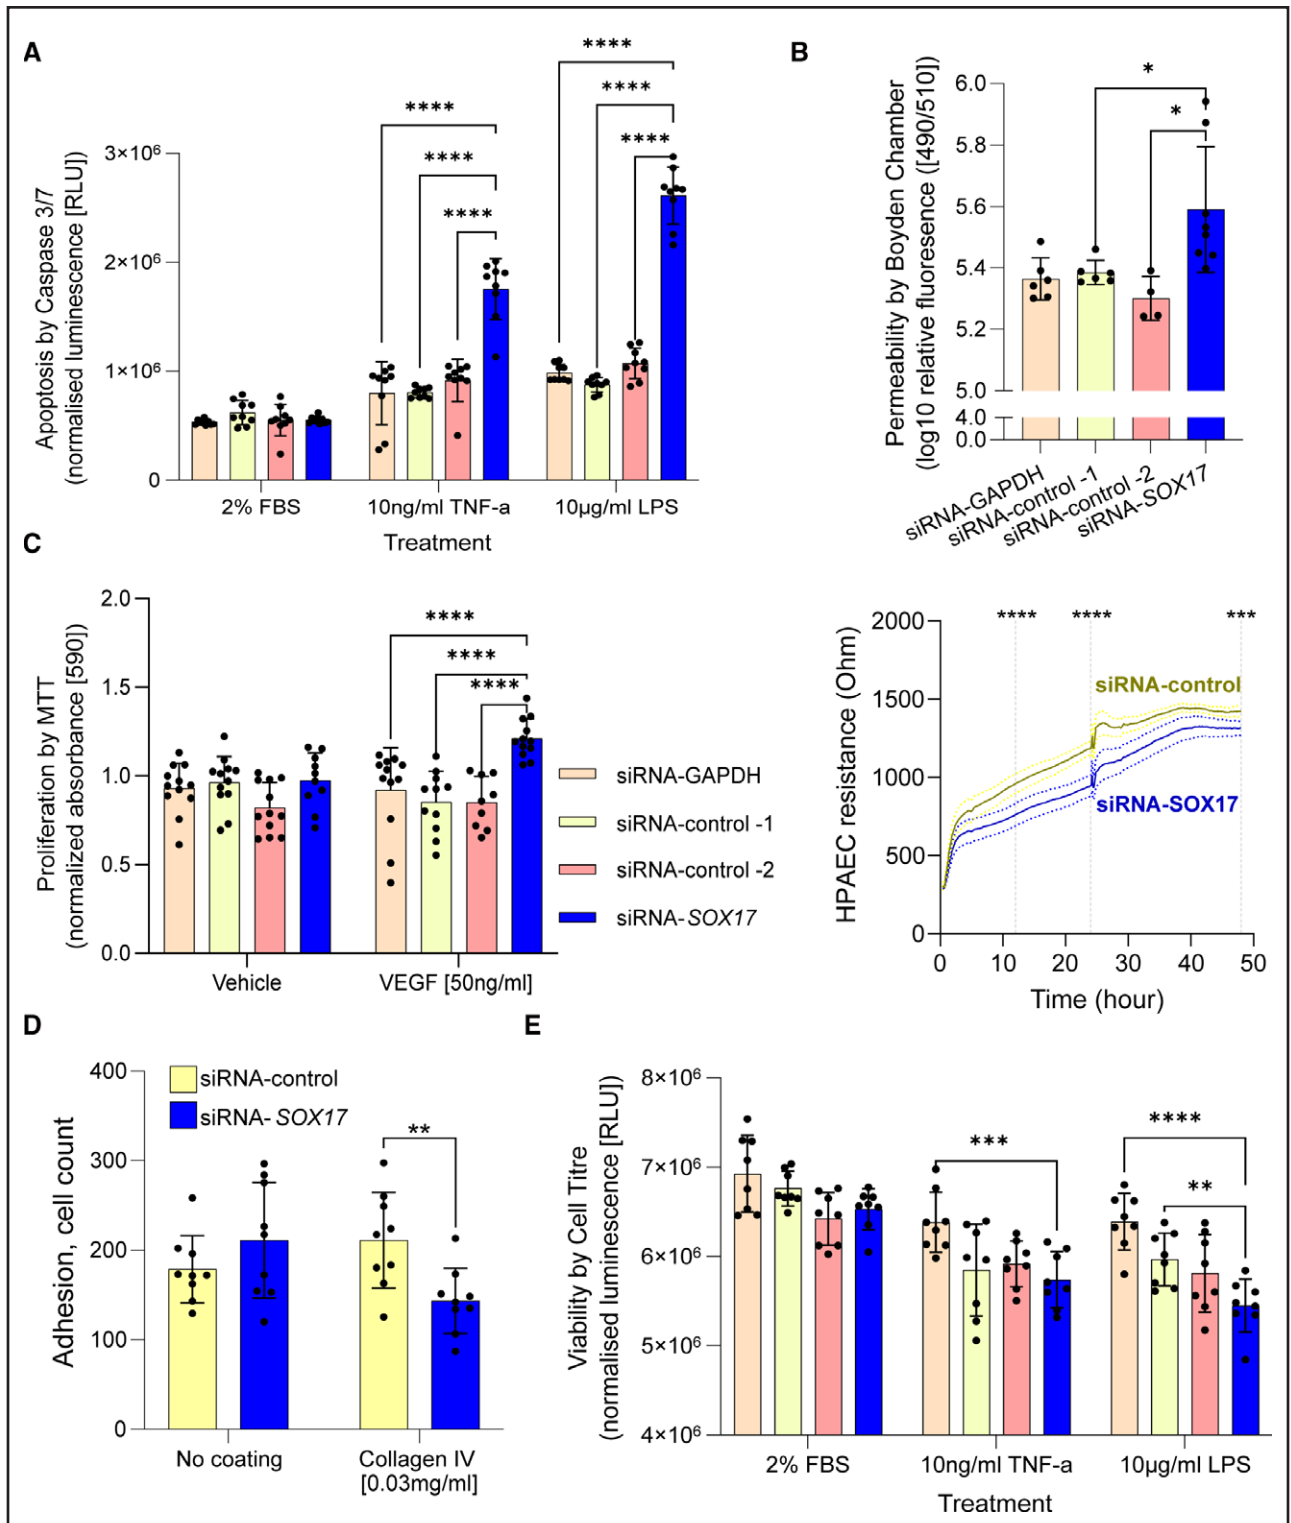 A
Apoptosis by Caspase 3/7
(normalised luminescence [RLU])
3×10⁶
2×10⁶
1×10⁶
0
****
****
****
****
****
****
2% FBS
10ng/ml TNF-a
10µg/ml LPS
Treatment
B
Permeability by Boyden Chamber
(log10 relative fluoresence ([490/510])
6.0
5.8
5.6
5.4
5.2
5.0
4.0
0.0
*
*
siRNA-GAPDH
siRNA-control -1
siRNA-control -2
siRNA-SOX17
C
Proliferation by MTT
(normalized absorbance [590])
2.0
1.5
1.0
0.5
0.0
****
****
****
Vehicle
VEGF [50ng/ml]
siRNA-GAPDH
siRNA-control -1
siRNA-control -2
siRNA-SOX17
HPAEC resistance (Ohm)
2000
1500
1000
500
0
****
****
***
siRNA-control
siRNA-SOX17
0
10
20
30
40
50
Time (hour)
D
Adhesion, cell count
400
300
200
100
0
siRNA-control
siRNA-SOX17
**
No coating
Collagen IV
[0.03mg/ml]
E
Viability by Cell Titre
(normalised luminescence [RLU])
8×10⁶
7×10⁶
6×10⁶
5×10⁶
4×10⁶
***
****
**
2% FBS
10ng/ml TNF-a
10µg/ml LPS
Treatment